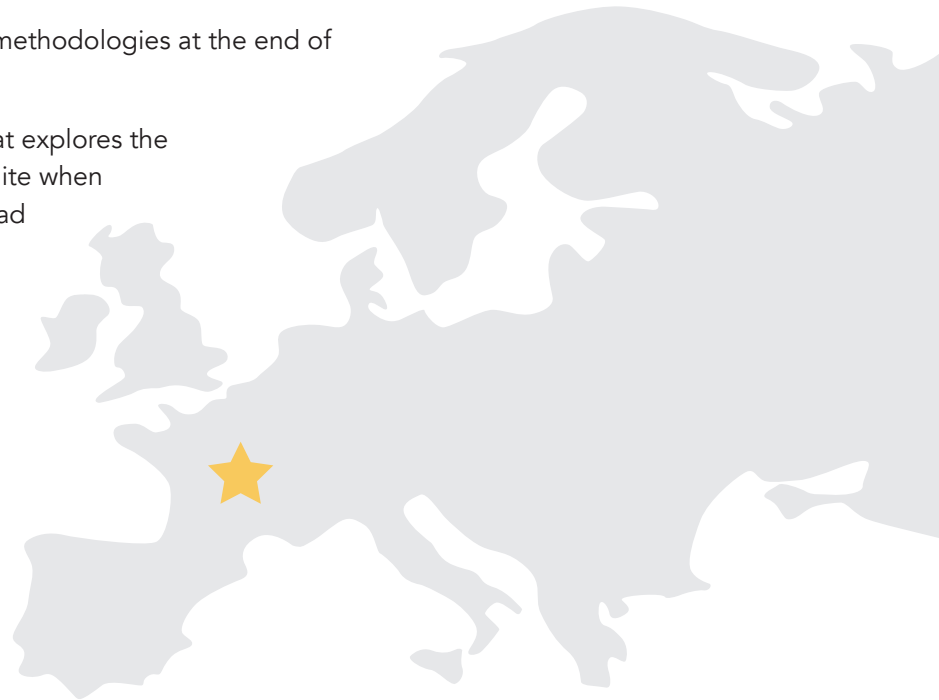 methodologies at the end of
at explores the
ite when
ad